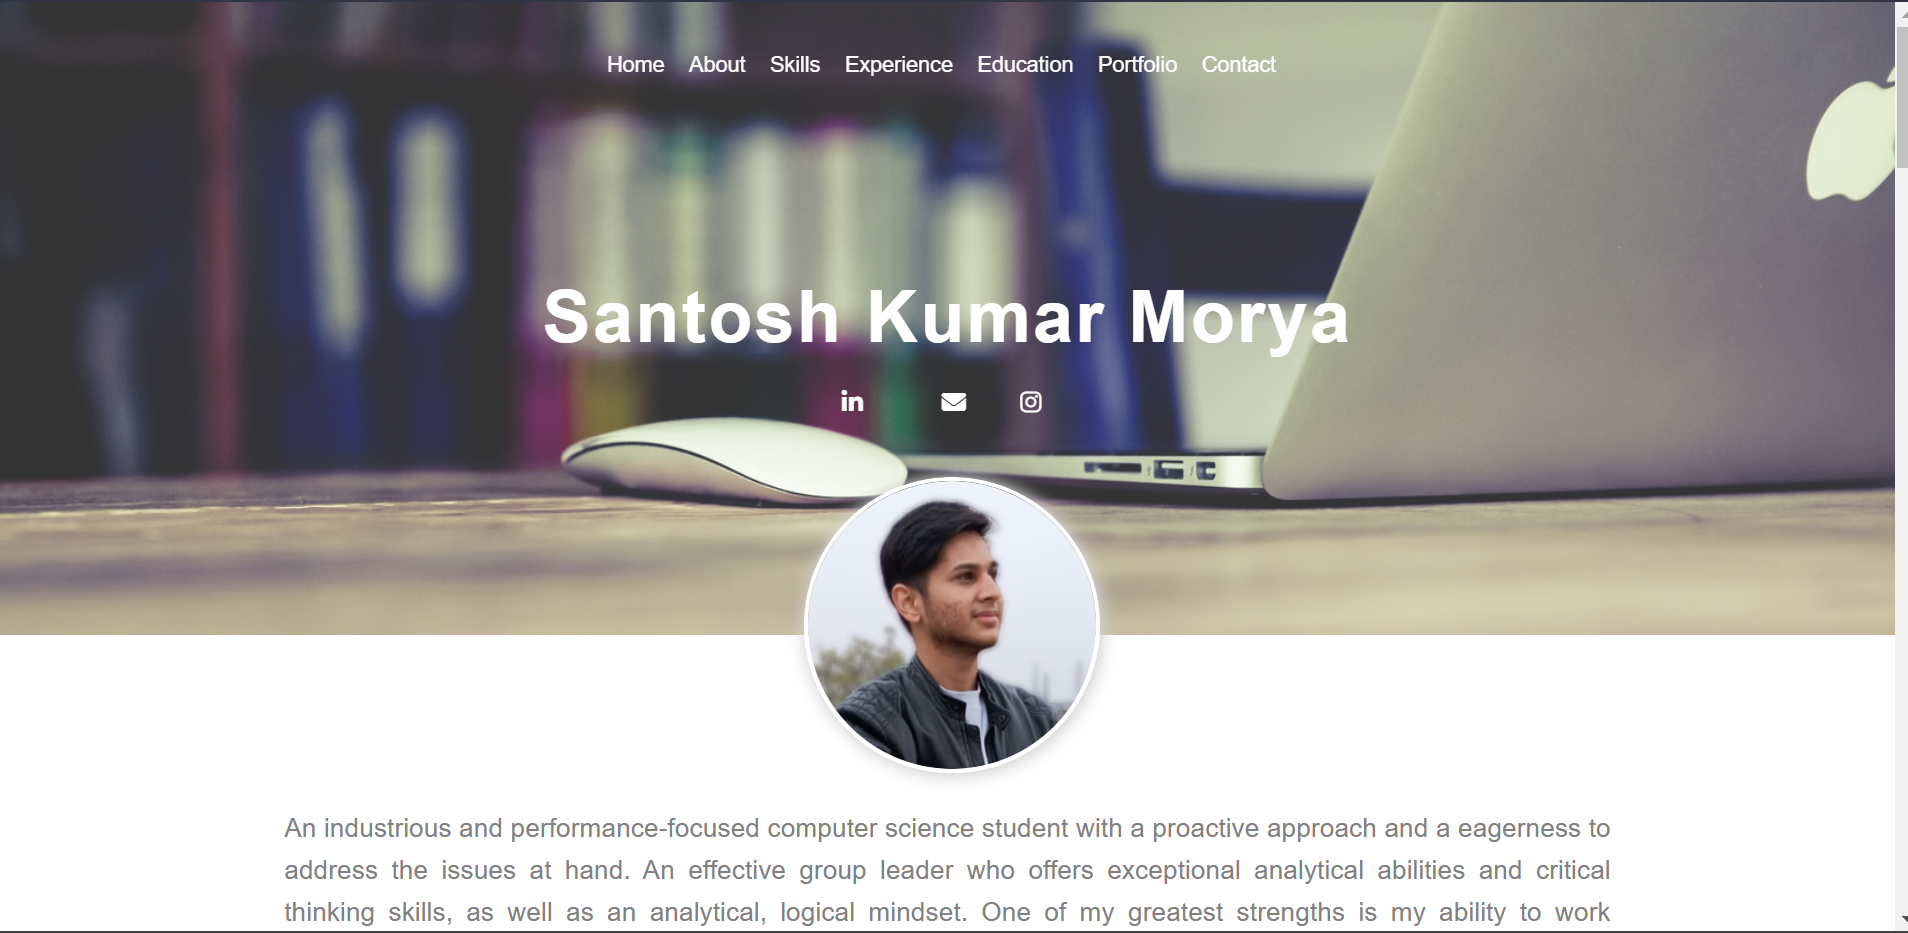 Home About Skills Experience Education Portfolio Contact
Santosh Kumar Morya
in
An industrious and performance-focused computer science student with a proactive approach and a eagerness to
address the issues at hand. An effective group leader who offers exceptional analytical abilities and critical
thinking skills, as well as an analytical, logical mindset. One of my greatest strengths is my ability to work